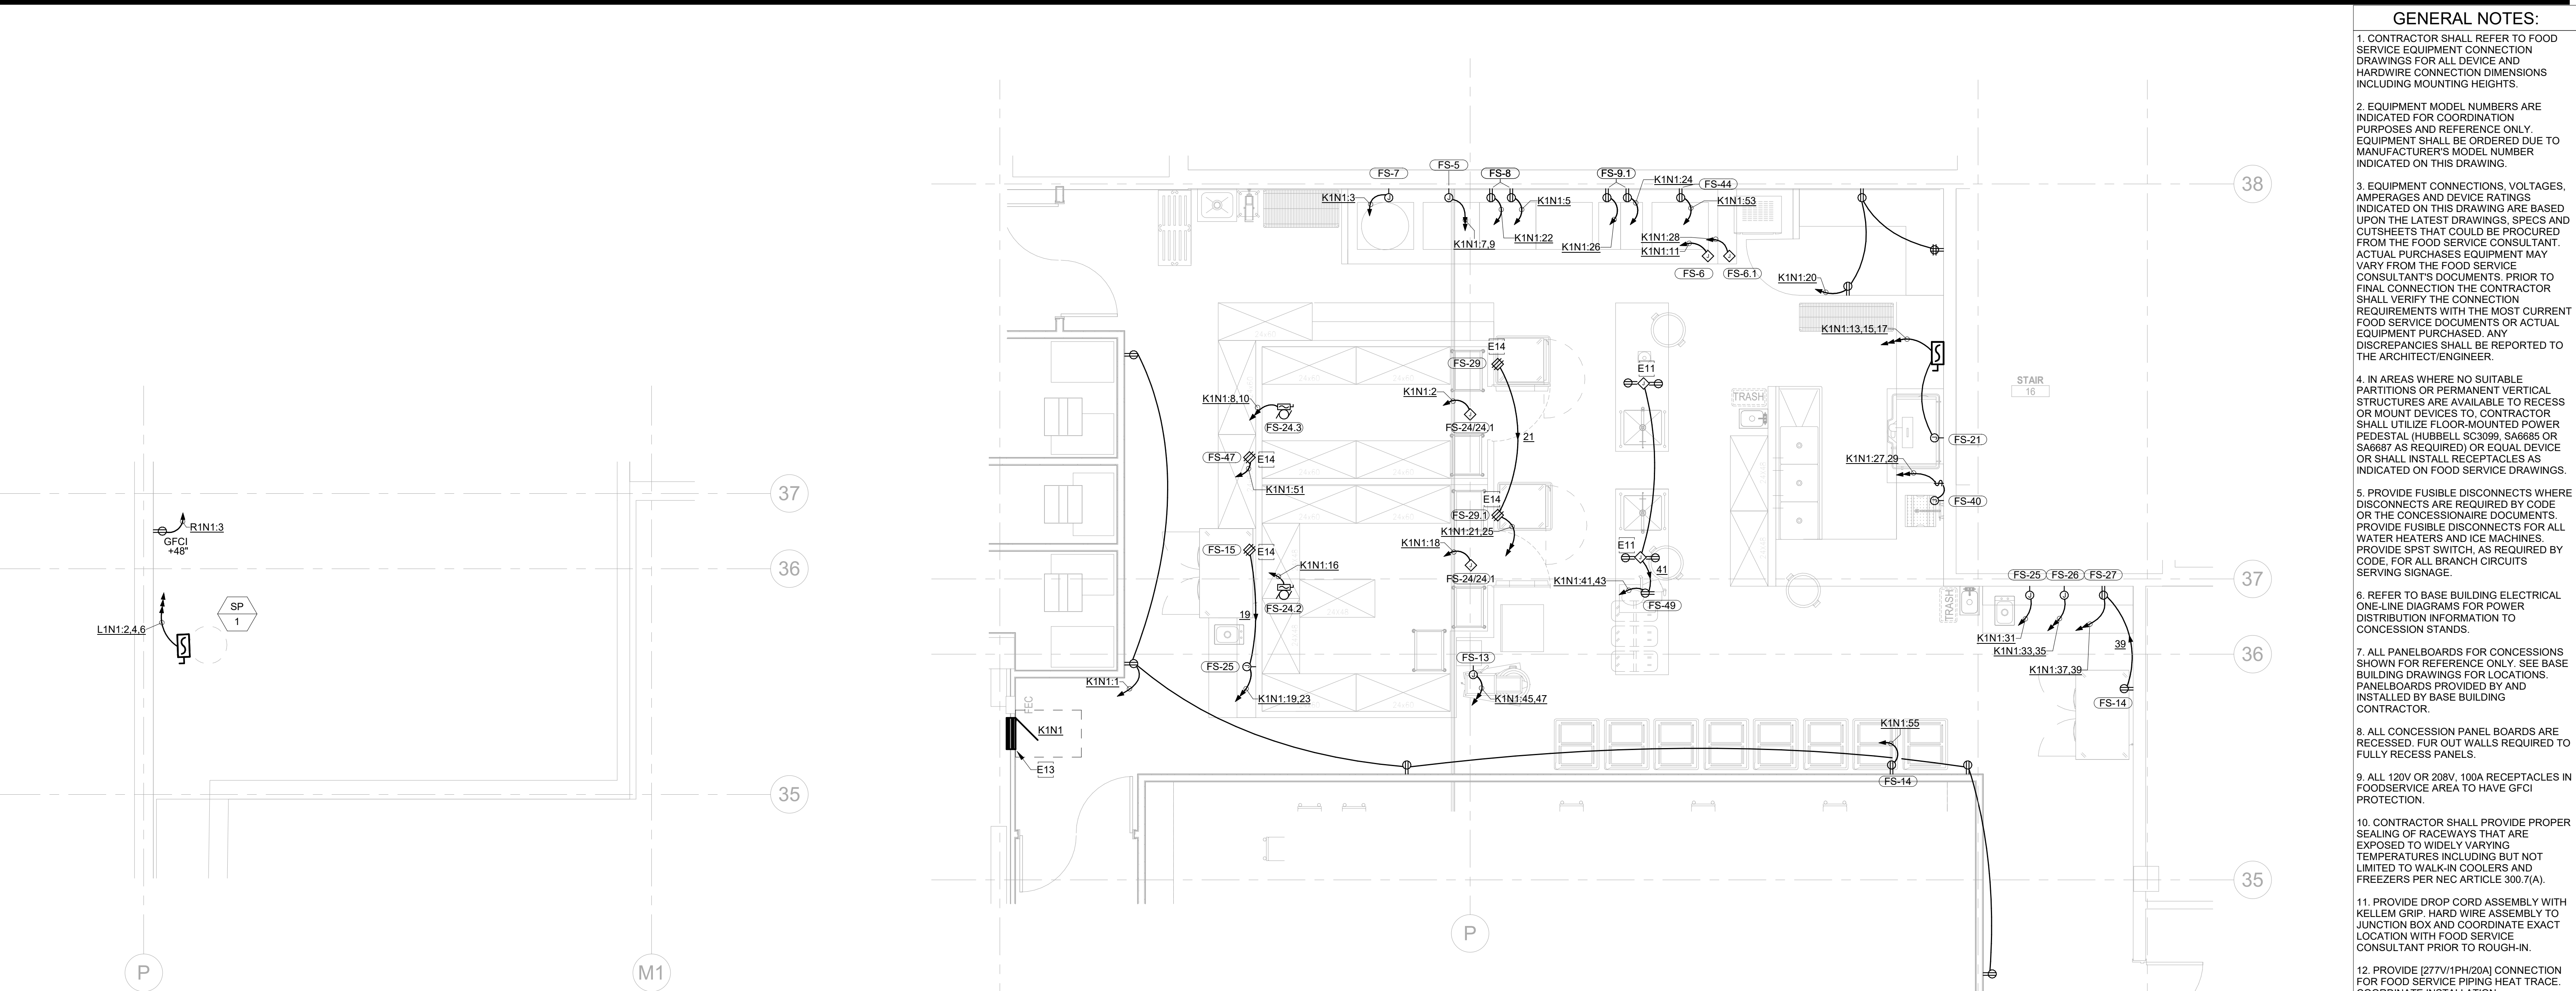 GENERAL NOTES:
1. CONTRACTOR SHALL REFER TO FOOD
SERVICE EQUIPMENT CONNECTION
DRAWINGS FOR ALL DEVICE AND
HARDWIRE CONNECTION DIMENSIONS
INCLUDING MOUNTING HEIGHTS.
2. EQUIPMENT MODEL NUMBERS ARE
INDICATED FOR COORDINATION
PURPOSES AND REFERENCE ONLY.
EQUIPMENT SHALL BE ORDERED DUE TO
MANUFACTURER'S MODEL NUMBER
INDICATED ON THIS DRAWING.
3. EQUIPMENT CONNECTIONS, VOLTAGES,
AMPERAGES AND DEVICE RATINGS
INDICATED ON THIS DRAWING ARE BASED
UPON THE LATEST DRAWINGS, SPECS AND
CUTSHEETS THAT COULD BE PROCURED
FROM THE FOOD SERVICE CONSULTANT.
ACTUAL PURCHASES EQUIPMENT MAY
VARY FROM THE FOOD SERVICE
CONSULTANT'S DOCUMENTS. PRIOR TO
FINAL CONNECTION THE CONTRACTOR
SHALL VERIFY THE CONNECTION
REQUIREMENTS WITH THE MOST CURRENT
FOOD SERVICE DOCUMENTS OR ACTUAL
EQUIPMENT PURCHASED. ANY
DISCREPANCIES SHALL BE REPORTED TO
THE ARCHITECT/ENGINEER.
4. IN AREAS WHERE NO SUITABLE
PARTITIONS OR PERMANENT VERTICAL
STRUCTURES ARE AVAILABLE TO RECESS
OR MOUNT DEVICES TO, CONTRACTOR
SHALL UTILIZE FLOOR-MOUNTED POWER
PEDESTAL (HUBBELL SC3099, SA6685 OR
SA6687 AS REQUIRED) OR EQUAL DEVICE
OR SHALL INSTALL RECEPTACLES AS
INDICATED ON FOOD SERVICE DRAWINGS.
5. PROVIDE FUSIBLE DISCONNECTS WHERE
DISCONNECTS ARE REQUIRED BY CODE
OR THE CONCESSIONAIRE DOCUMENTS.
PROVIDE FUSIBLE DISCONNECTS FOR ALL
WATER HEATERS AND ICE MACHINES.
PROVIDE SPST SWITCH, AS REQUIRED BY
CODE, FOR ALL BRANCH CIRCUITS
SERVING SIGNAGE.
6. REFER TO BASE BUILDING ELECTRICAL
ONE-LINE DIAGRAMS FOR POWER
DISTRIBUTION INFORMATION TO
CONCESSION STANDS.
7. ALL PANELBOARDS FOR CONCESSIONS
SHOWN FOR REFERENCE ONLY. SEE BASE
BUILDING DRAWINGS FOR LOCATIONS.
PANELBOARDS PROVIDED BY AND
INSTALLED BY BASE BUILDING
CONTRACTOR.
8. ALL CONCESSION PANEL BOARDS ARE
RECESSED. FUR OUT WALLS REQUIRED TO
FULLY RECESS PANELS.
9. ALL 120V OR 208V, 100A RECEPTACLES IN
FOODSERVICE AREA TO HAVE GFCI
PROTECTION.
10. CONTRACTOR SHALL PROVIDE PROPER
SEALING OF RACEWAYS THAT ARE
EXPOSED TO WIDELY VARYING
TEMPERATURES INCLUDING BUT NOT
LIMITED TO WALK-IN COOLERS AND
FREEZERS PER NEC ARTICLE 300.7(A).
11. PROVIDE DROP CORD ASSEMBLY WITH
KELLEM GRIP. HARD WIRE ASSEMBLY TO
JUNCTION BOX AND COORDINATE EXACT
LOCATION WITH FOOD SERVICE
CONSULTANT PRIOR TO ROUGH-IN.
12. PROVIDE [277V/1PH/20A] CONNECTION
FOR FOOD SERVICE PIPING HEAT TRACE.
37
36
35
P
M1
R1N1:3
GFCI
+48"
L1N1:2,4,6
SP
1
38
37
36
35
P
FS-7
FS-5
FS-8
FS-9.1
K1N1:24
FS-44
K1N1:3
K1N1:5
K1N1:53
K1N1:7,9
K1N1:22
K1N1:26
K1N1:28
K1N1:11
FS-6
FS-6.1
K1N1:20
K1N1:13,15,17
E14
FS-29
E11
K1N1:2
K1N1:8,10
FS-24.3
FS-24/24.1
TRASH
STAIR
16
21
FS-21
FS-47
E14
K1N1:27,29
K1N1:51
E14
FS-40
FS-29.1
K1N1:21,25
FS-15
E14
K1N1:18
E11
K1N1:16
41
FS-24/24.1
K1N1:41,43
FS-25
FS-26
FS-27
FS-24.2
FS-49
TRASH
19
K1N1:31
K1N1:33,35
39
FS-25
FS-13
K1N1:37,39
K1N1:1
K1N1:19,23
K1N1:45,47
FS-14
FEC
K1N1
K1N1:55
E13
FS-14